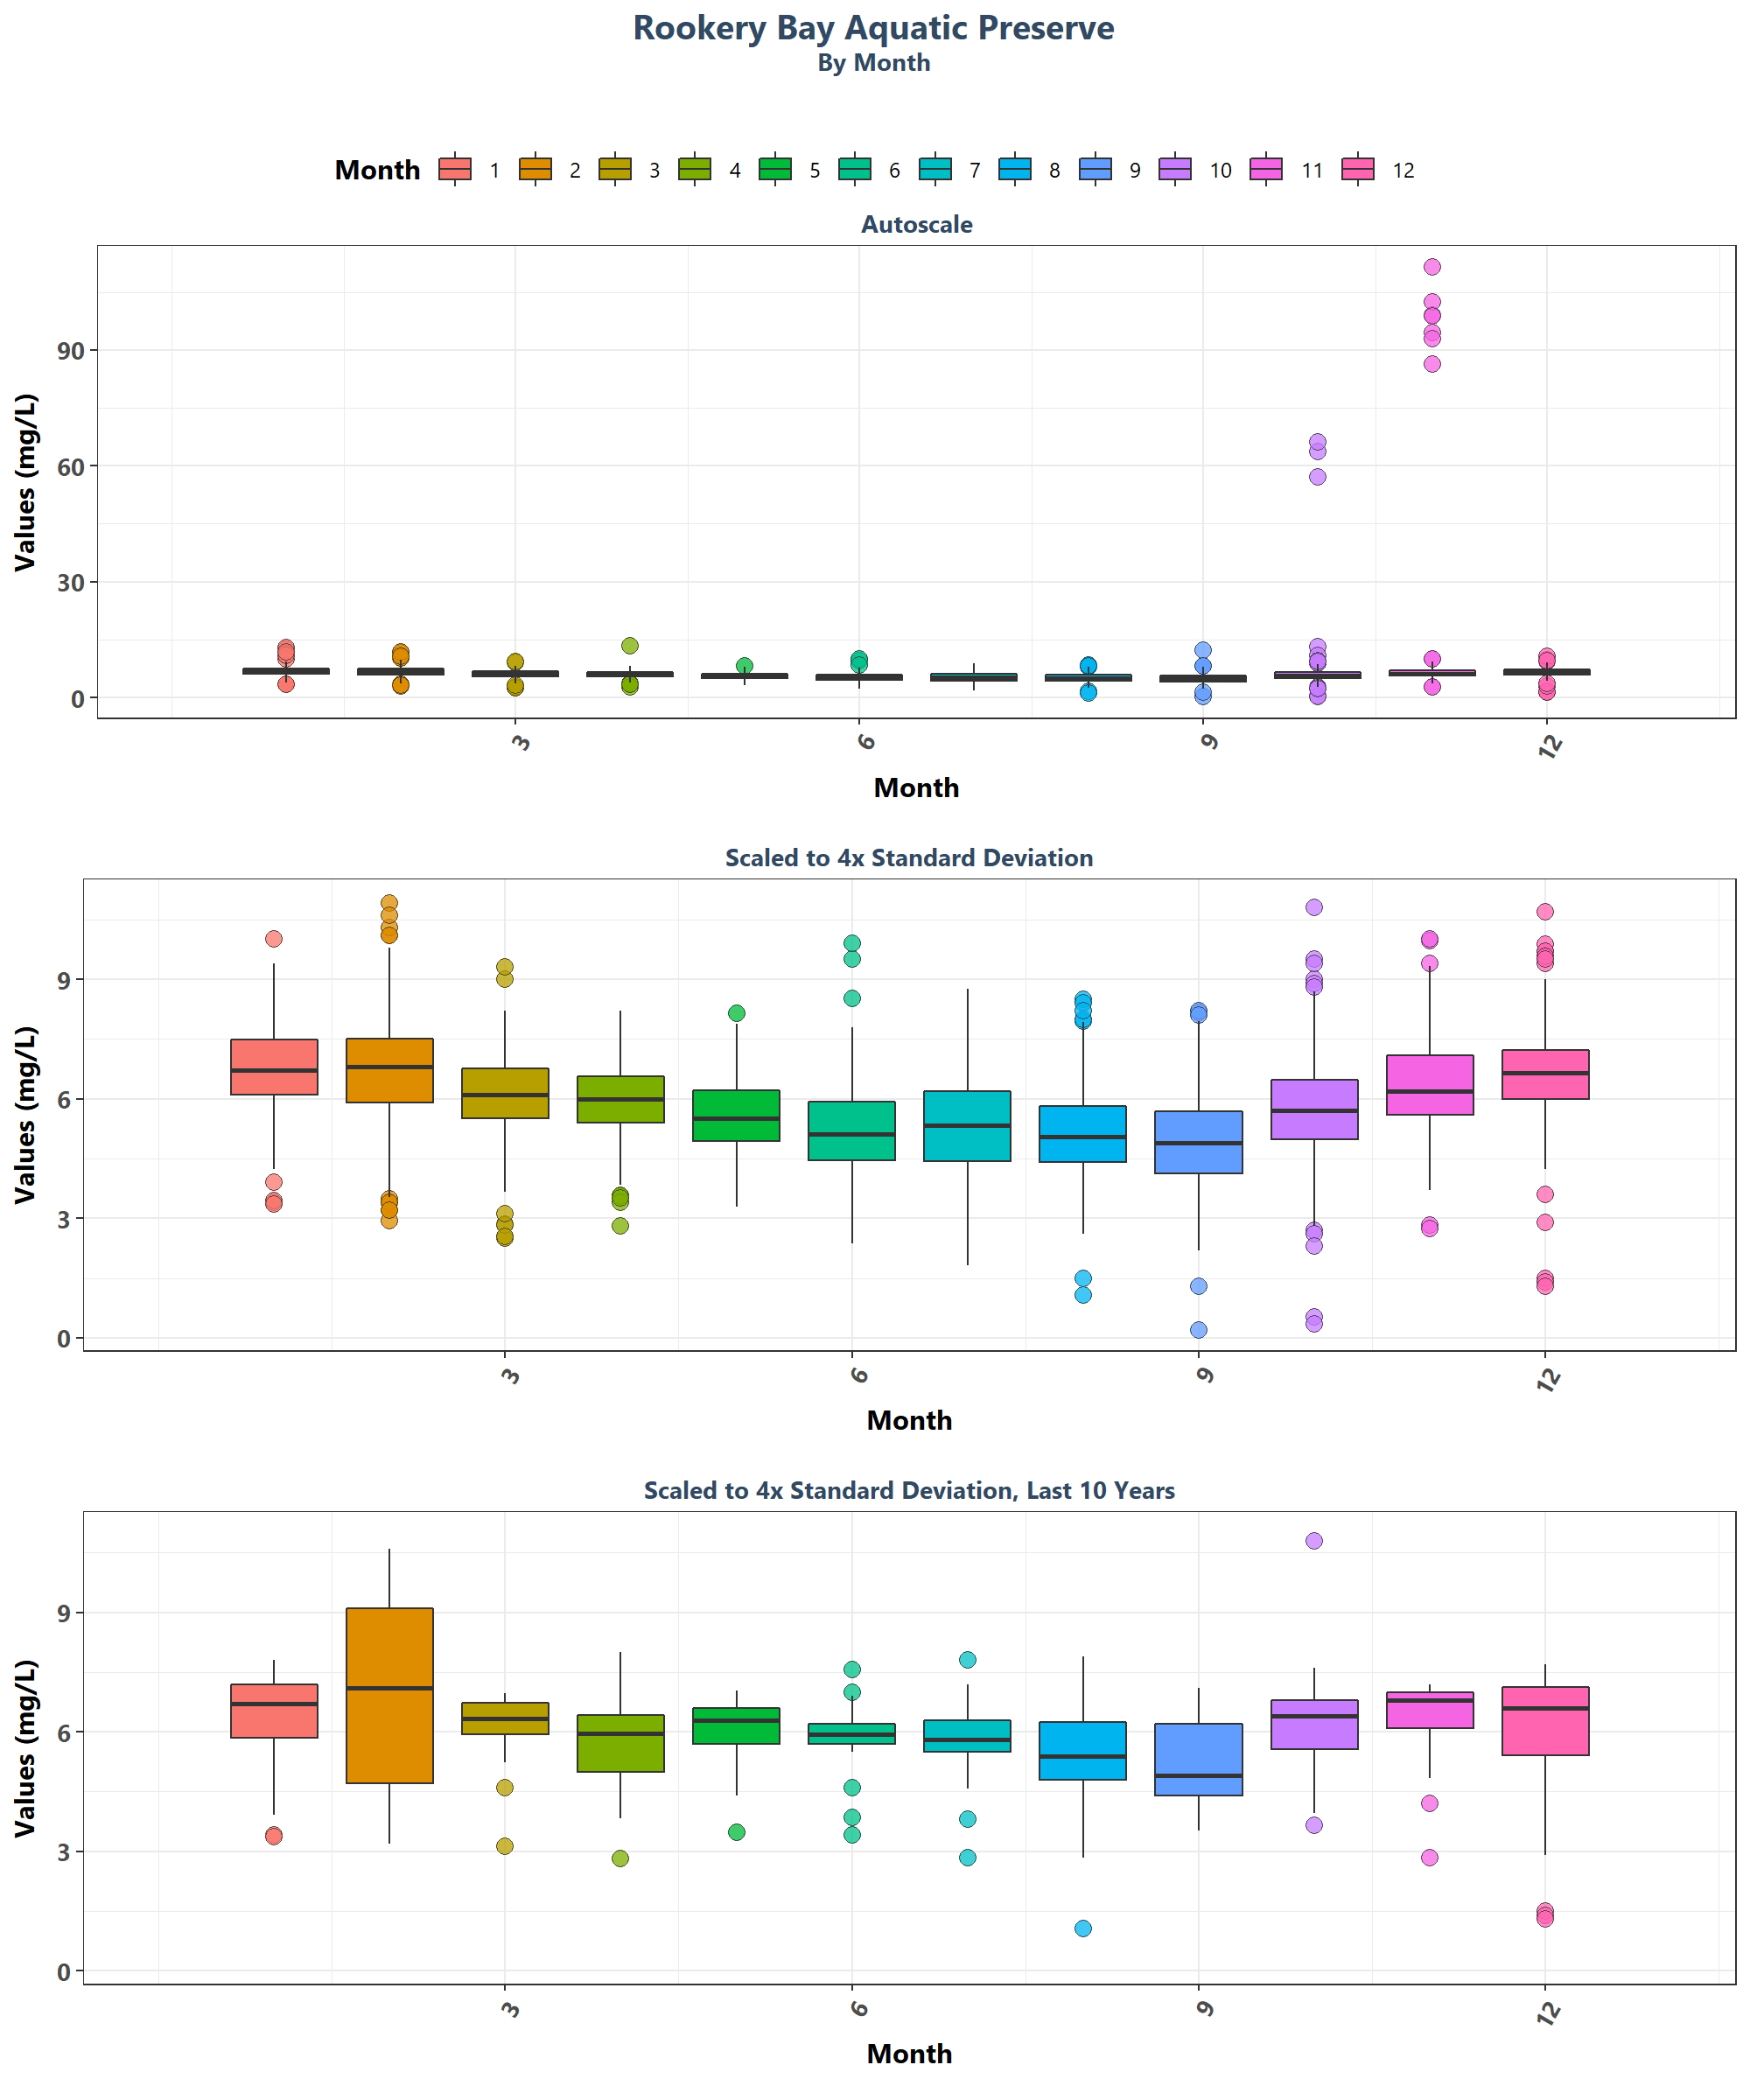 Rookery Bay Aquatic Preserve
By Month
Month 1 2 3 4 5 6 7 8 9 10 11 12
Autoscale
Values (mg/L)
90
60
30
0
3 6 9 12
Month
Scaled to 4x Standard Deviation
Values (mg/L)
9
6
3
0
3 6 9 12
Month
Scaled to 4x Standard Deviation, Last 10 Years
Values (mg/L)
9
6
3
0
3 6 9 12
Month